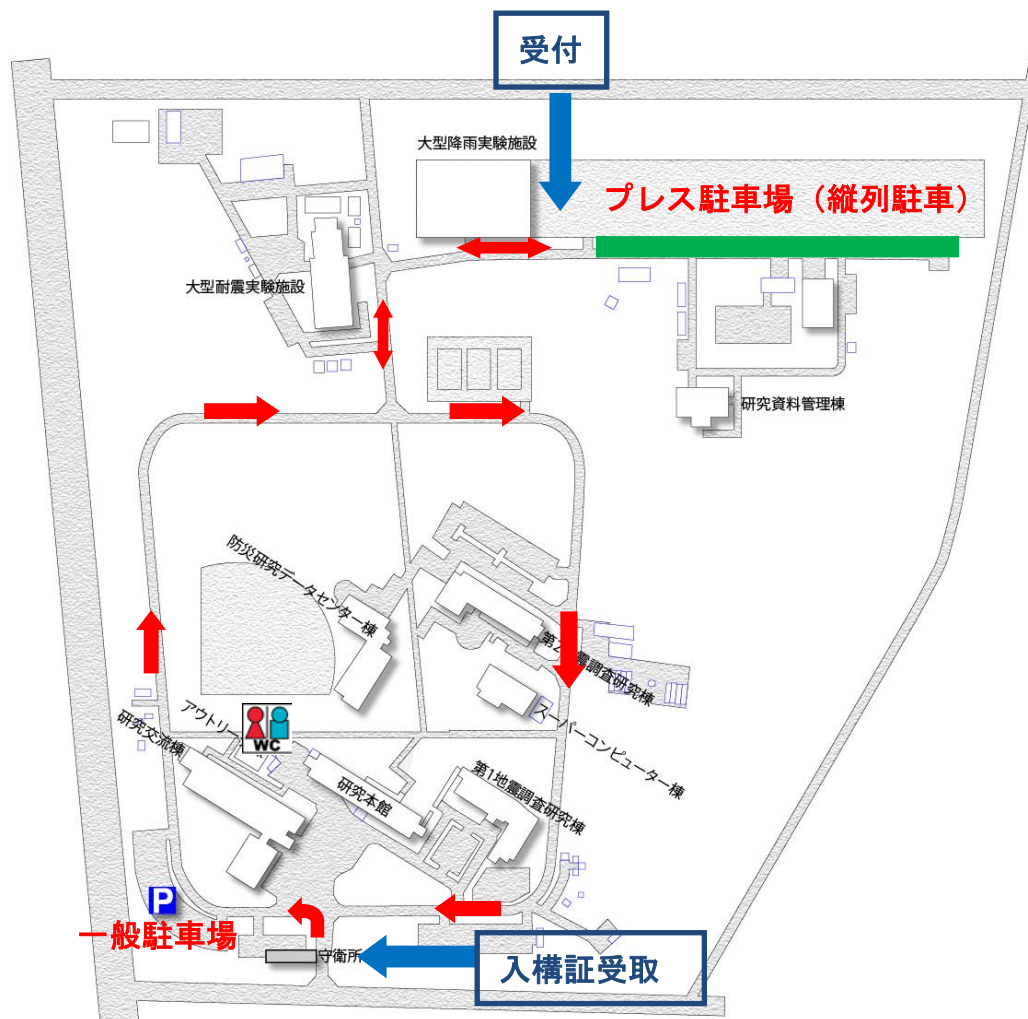 受付
大型降雨実験施設
プレス駐車場（縦列駐車）
大型耐震実験施設
研究資料管理棟
防災研究データセンター棟
第2
震調査研究棟
スーパーコンピューター棟
アウトリー
WC
研究交流棟
研究本館
第1地震調査研究棟
P
一般駐車場
守衛所
入構証受取